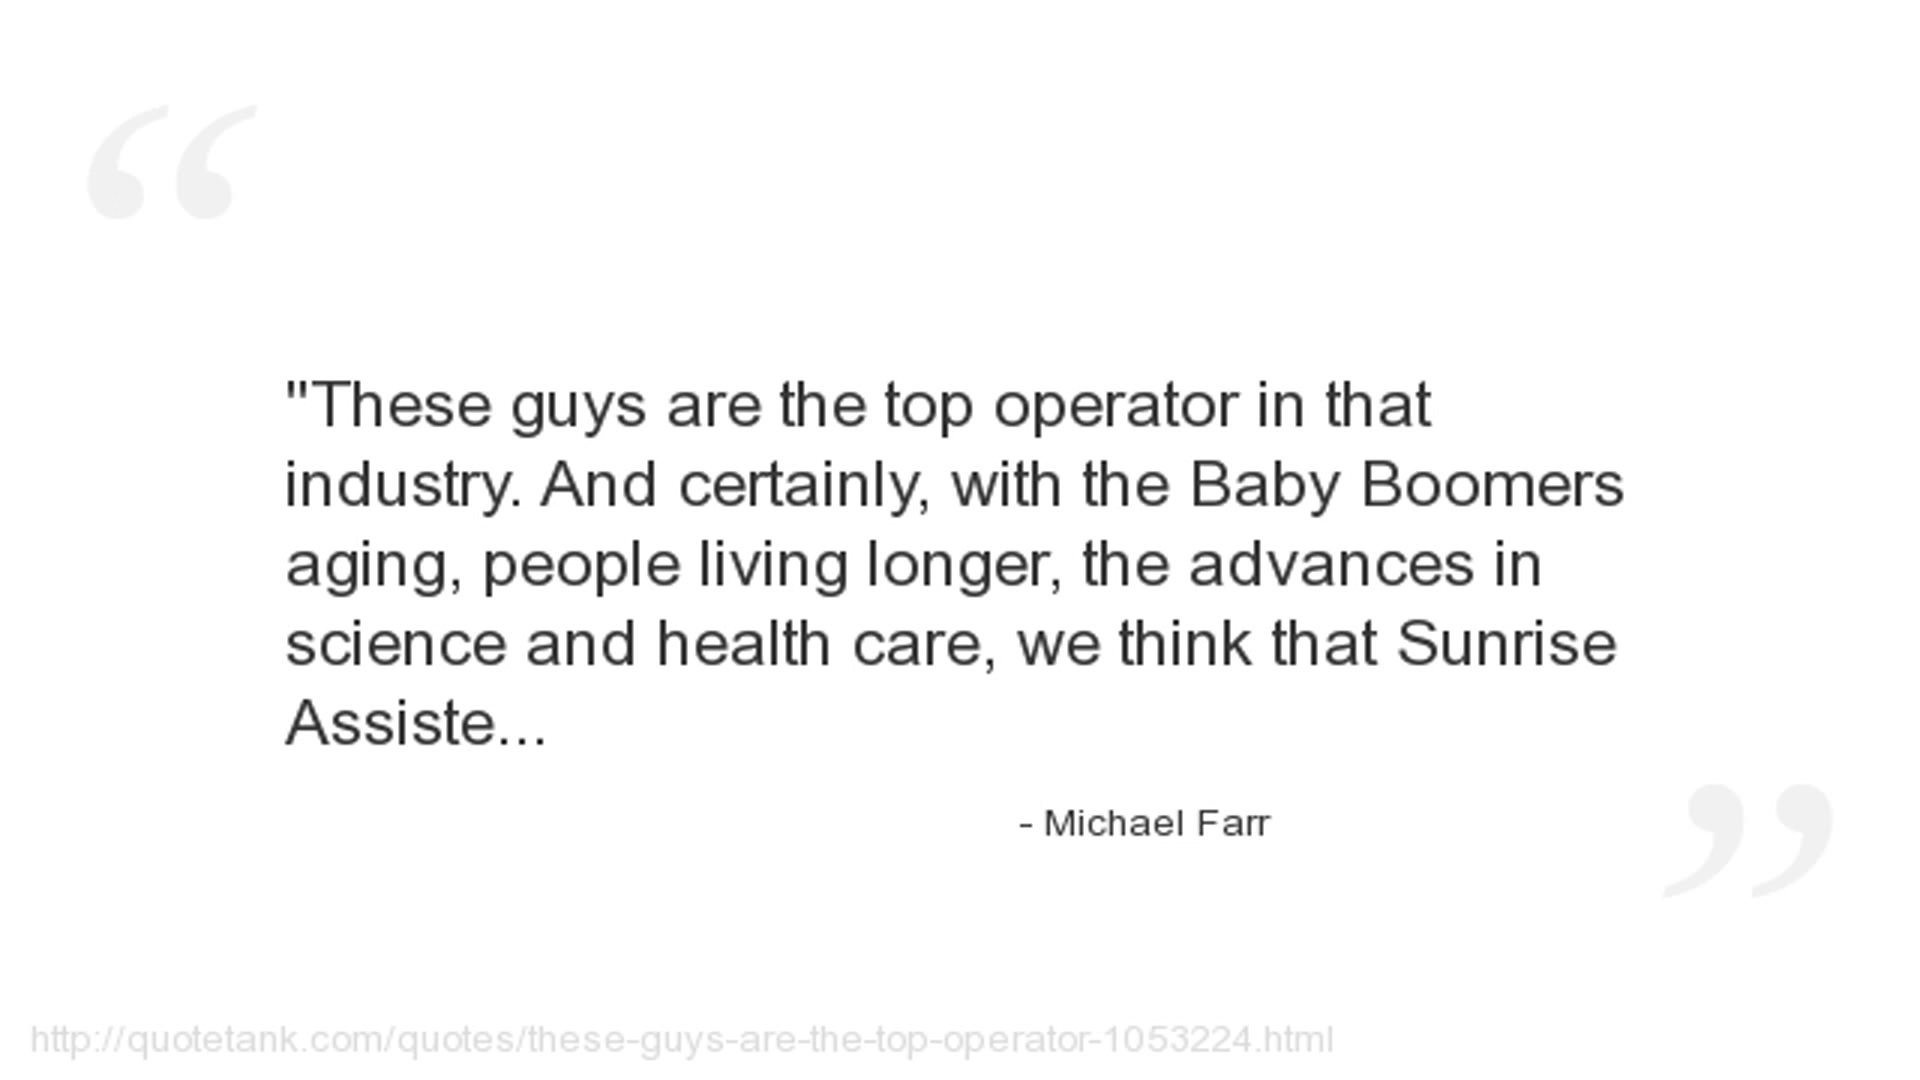 "These guys are the top operator in that
industry. And certainly, with the Baby Boomers
aging, people living longer, the advances in
science and health care, we think that Sunrise
Assiste...
- Michael Farr
http://quotetank.com/quotes/these-guys-are-the-top-operator-1053224.html